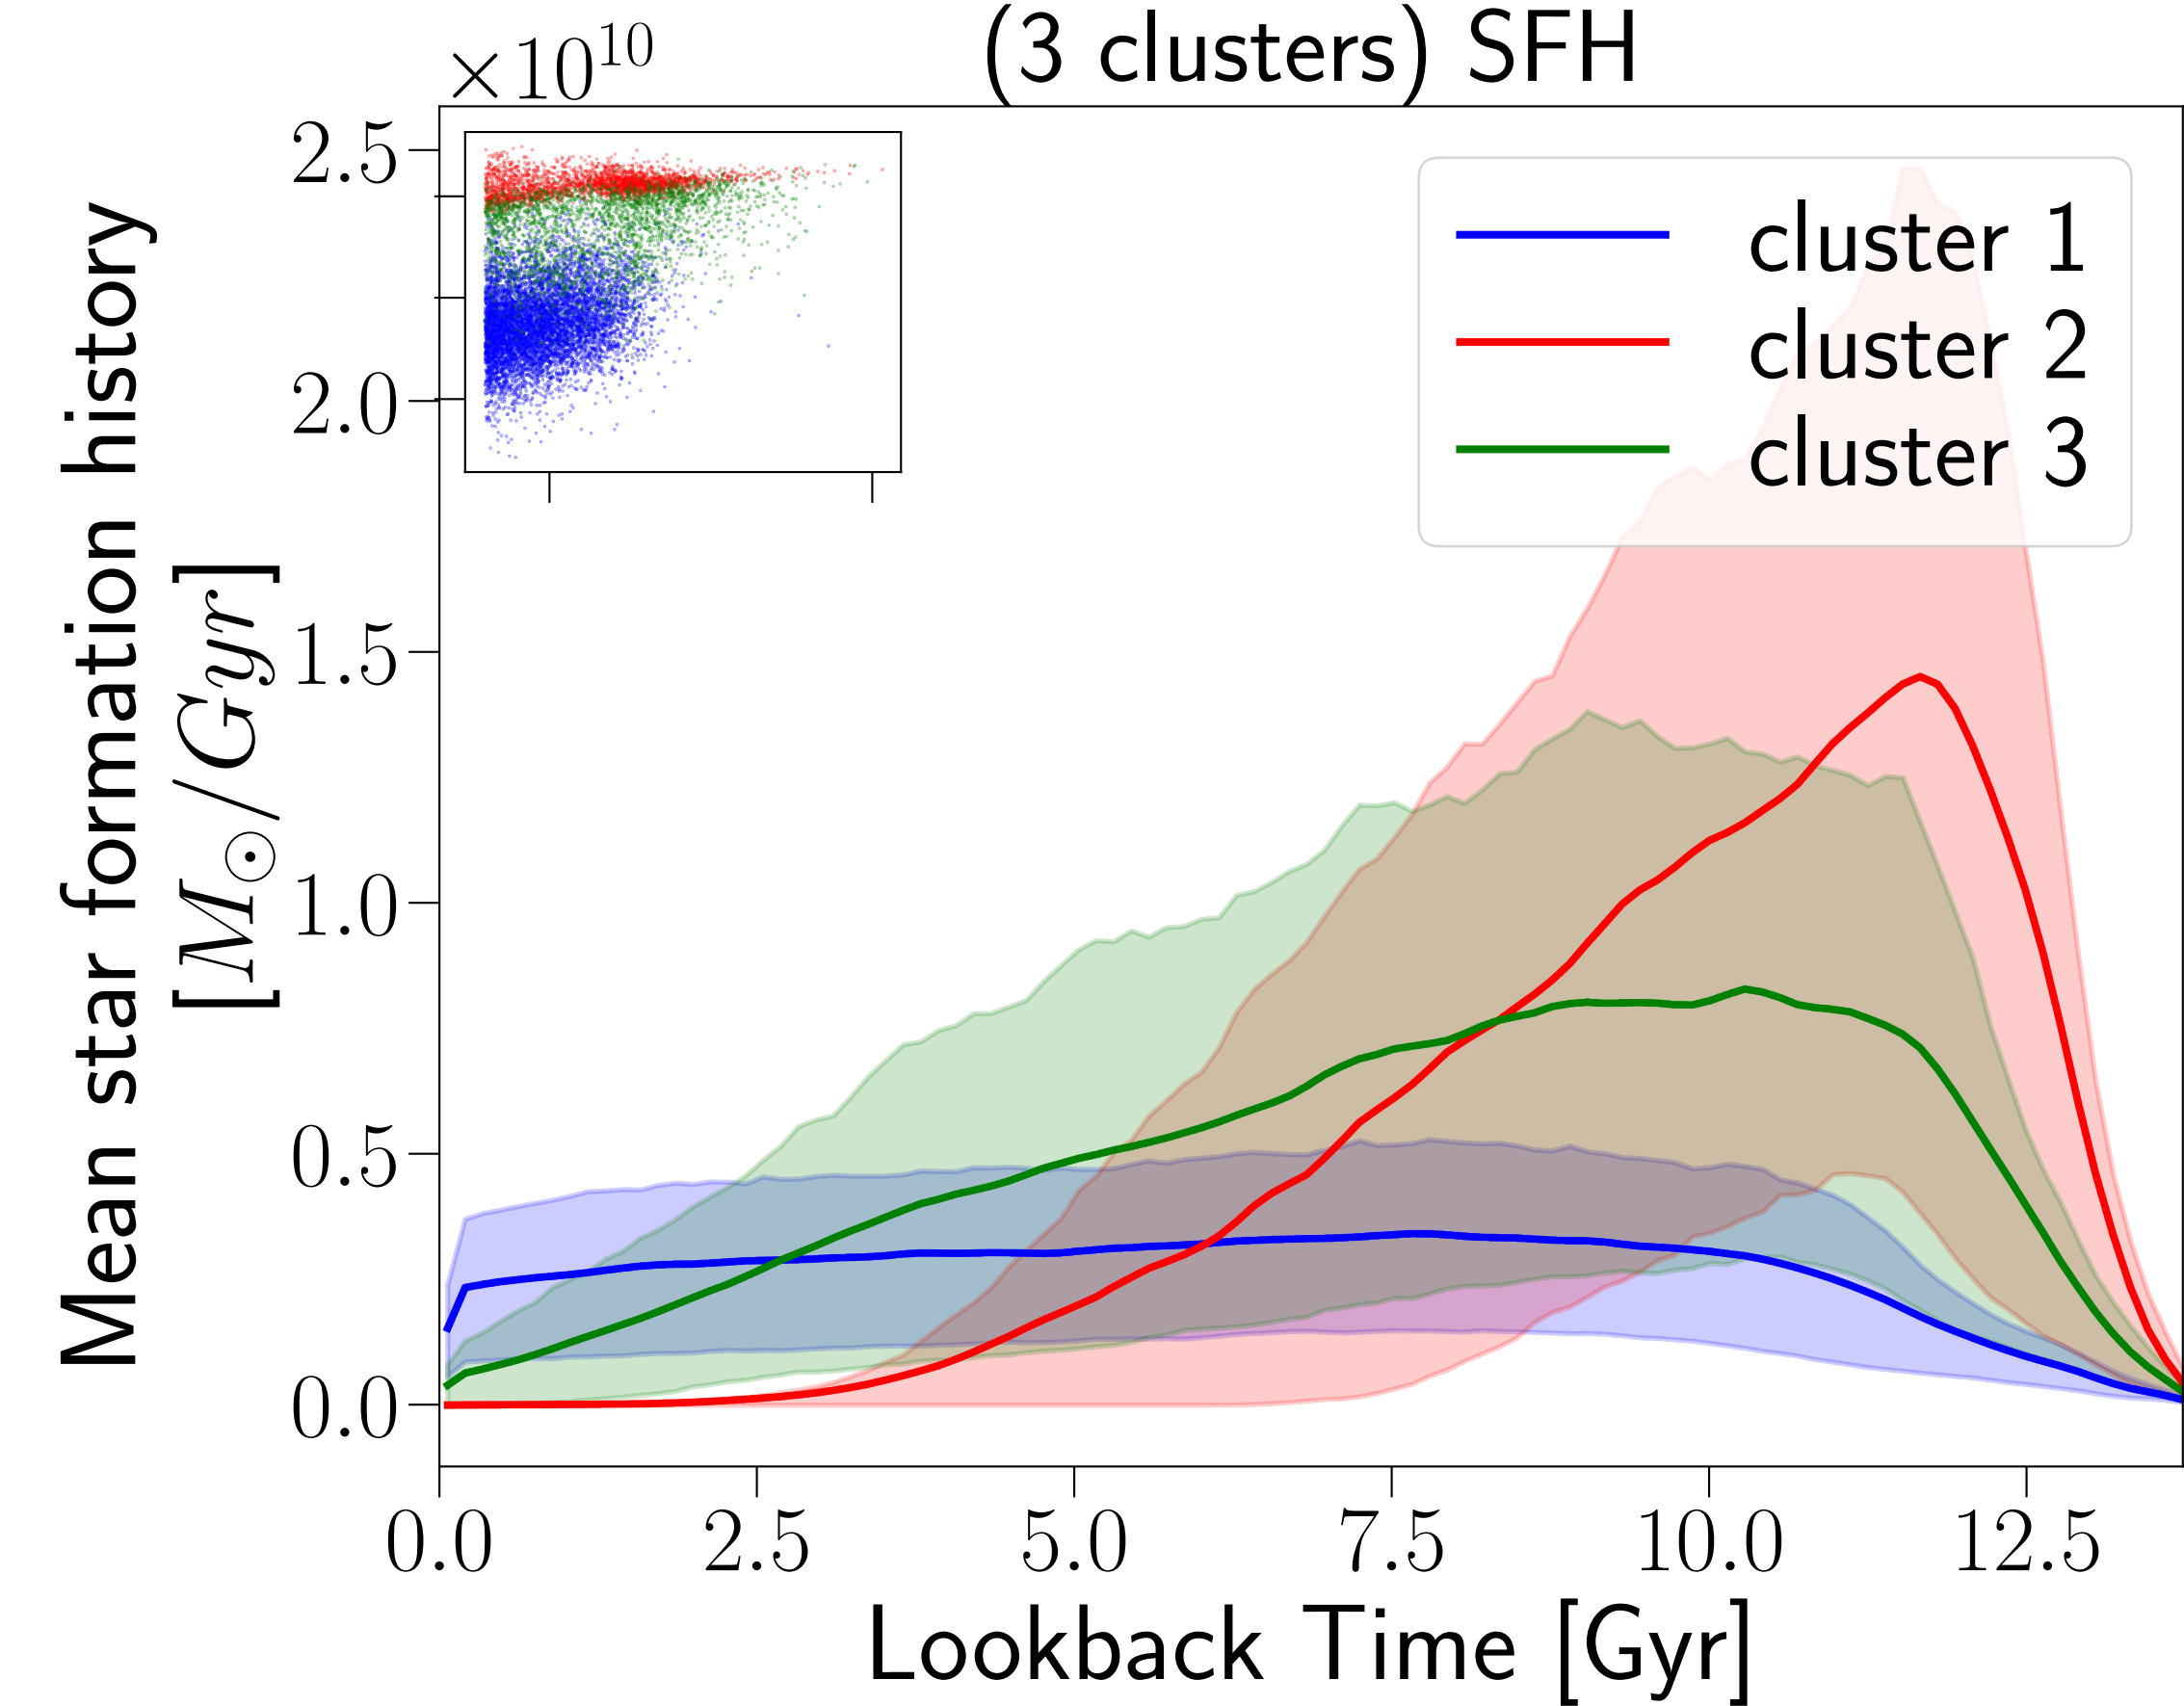 (3 clusters) SFH
×10^10
2.5
2.0
1.5
1.0
0.5
0.0
Mean star formation history
[M⊙/Gyr]
cluster 1
cluster 2
cluster 3
0.0 2.5 5.0 7.5 10.0 12.5
Lookback Time [Gyr]